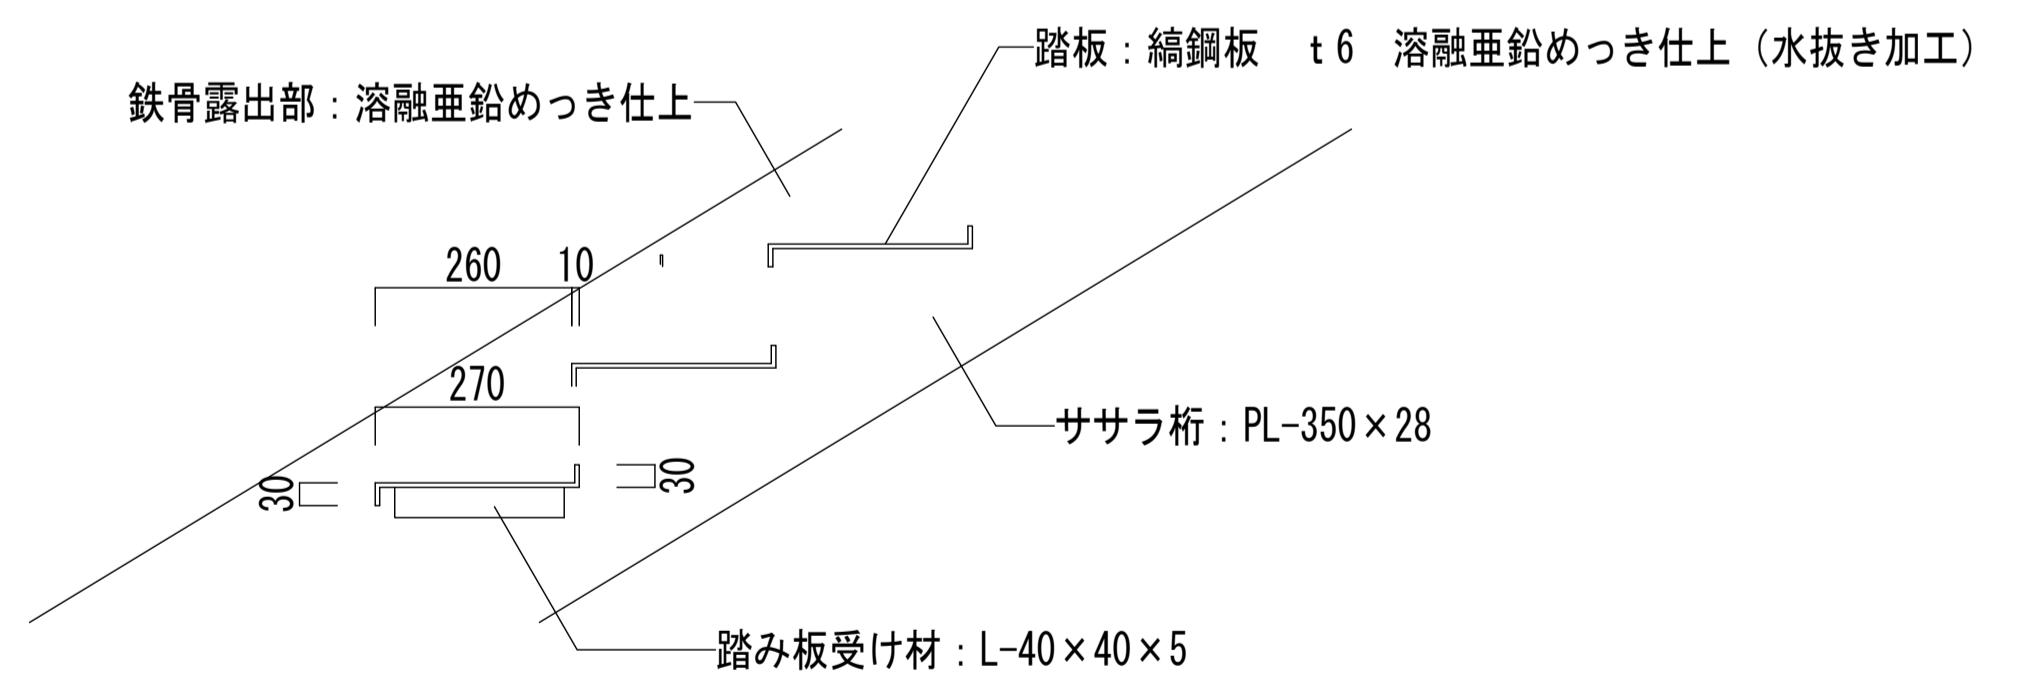 踏板：縞鋼板　ｔ６　溶融亜鉛めっき仕上（水抜き加工）
鉄骨露出部：溶融亜鉛めっき仕上
260 10
270
30
30
ササラ桁：PL-350×28
踏み板受け材：L-40×40×5